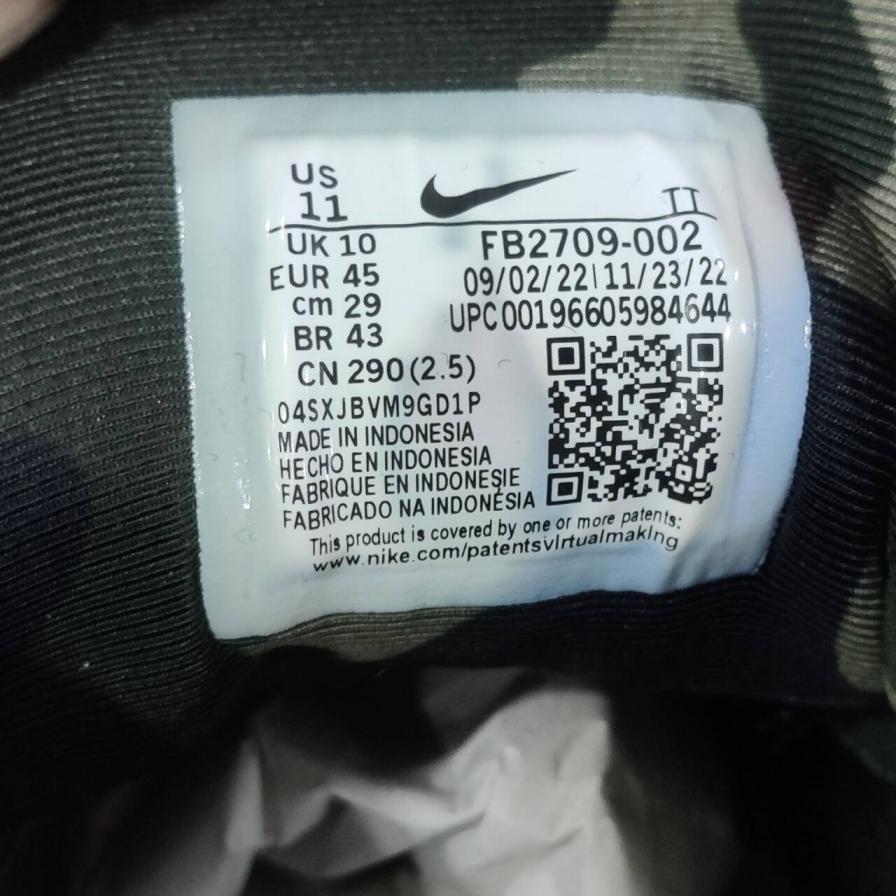 US
11
II
UK 10
EUR 45
cm 29
BR 43
CN 290(2.5)
FB2709-002
09/02/22|11/23/22
UPC00196605984644
04SXJBVM9GD1P
MADE IN INDONESIA
HECHO EN INDONESIA
FABRIQUE EN INDONESIE
FABRICADO NA INDONÉSIA
This product is covered by one or more patents:
www.nike.com/patentsvirtualmaking